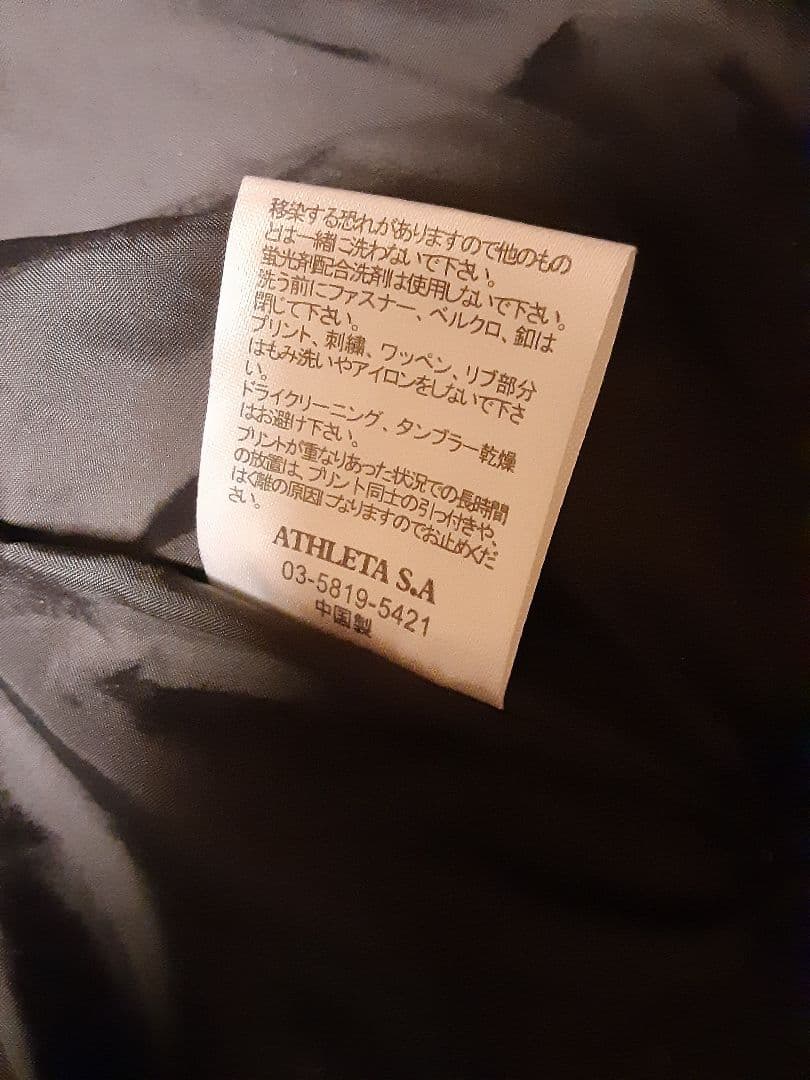 移染する恐れがありますので他のもの
とは一緒に洗わないで下さい。
蛍光剤配合洗剤は使用しないで下さい。
洗う前にファスナー、ベルクロ、釦は
閉じて下さい。
プリント、刺繍、ワッペン、リブ部分
はもみ洗いやアイロンをしないで下さ
い。
ドライクリーニング、タンブラー乾燥
はお避け下さい。
プリントが重なりあった状況での長時間
の放置は、プリント同士の引っ付きや、
はく離の原因になりますのでお止めくだ
さい。
ATHLETA S.A
03-5819-5421
中国製